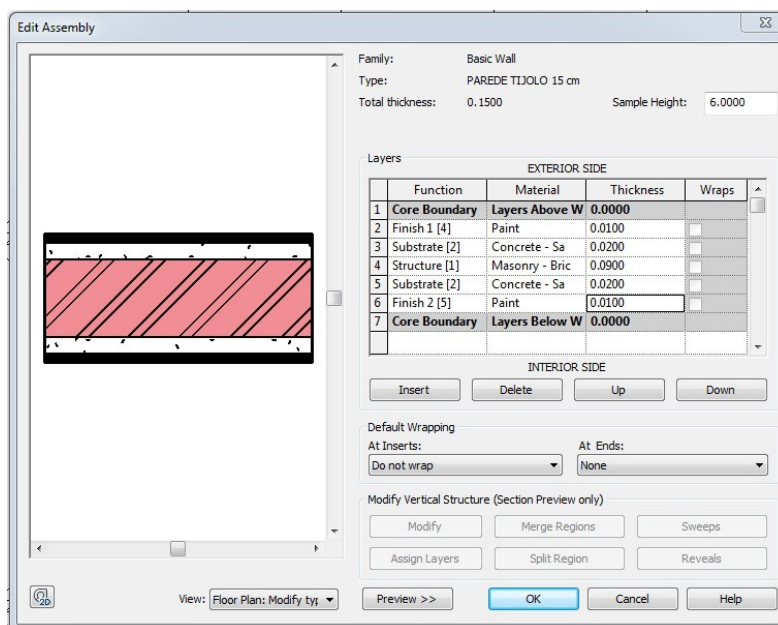 Edit Assembly
Family: Basic Wall
Type: PAREDE TIJOLO 15 cm
Total thickness: 0.1500 Sample Height: 6.0000
Layers
EXTERIOR SIDE
Function Material Thickness Wraps
1 Core Boundary Layers Above W 0.0000
2 Finish 1 [4] Paint 0.0100
3 Substrate [2] Concrete - Sa 0.0200
4 Structure [1] Masonry - Bric 0.0900
5 Substrate [2] Concrete - Sa 0.0200
6 Finish 2 [5] Paint 0.0100
7 Core Boundary Layers Below W 0.0000
INTERIOR SIDE
Insert Delete Up Down
Default Wrapping
At Inserts: At Ends:
Do not wrap None
Modify Vertical Structure (Section Preview only)
Modify Merge Regions Sweeps
Assign Layers Split Region Reveals
2D View: Floor Plan: Modify typ Preview >> OK Cancel Help